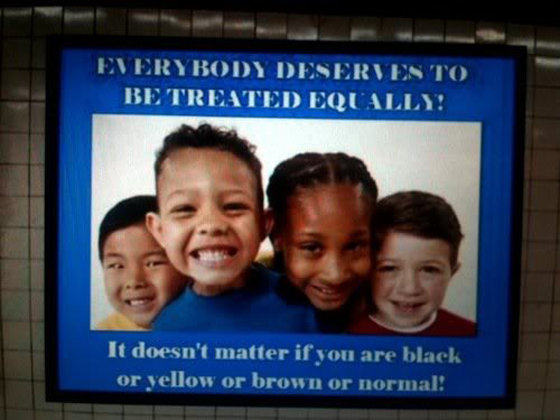 EVERYBODY DESERVES TO
BE TREATED EQUALLY!
It doesn't matter if you are black
or yellow or brown or normal!